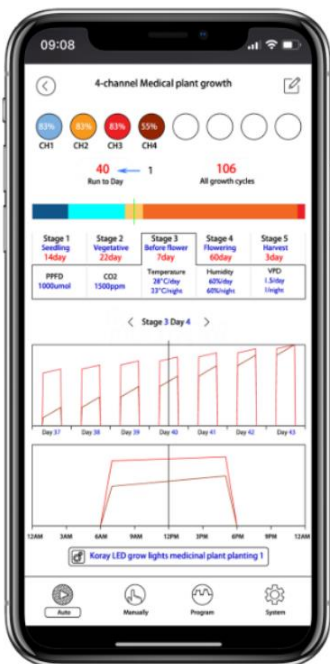 09:08
4-channel Medical plant growth
83% 83% 83% 55%
CH1 CH2 CH3 CH4
40 1 106
Run to Day All growth cycles
Stage 1 Stage 2 Stage 3 Stage 4 Stage 5
Seedling Vegetative Before flower Flowering Harvest
14day 22day 7day 60day 3day
PPFD CO2 Temperature Humidity VPD
1000umol 1500ppm 28°C/day 60%/day 1.5/day
23°C/night 60%/night 1/night
Stage 3 Day 4
Day 37 Day 38 Day 39 Day 40 Day 41 Day 42 Day 43
12AM 3AM 6AM 9AM 12PM 3PM 6PM 9PM 12AM
Koray LED grow lights medicinal plant planting 1
Auto Manually Program System